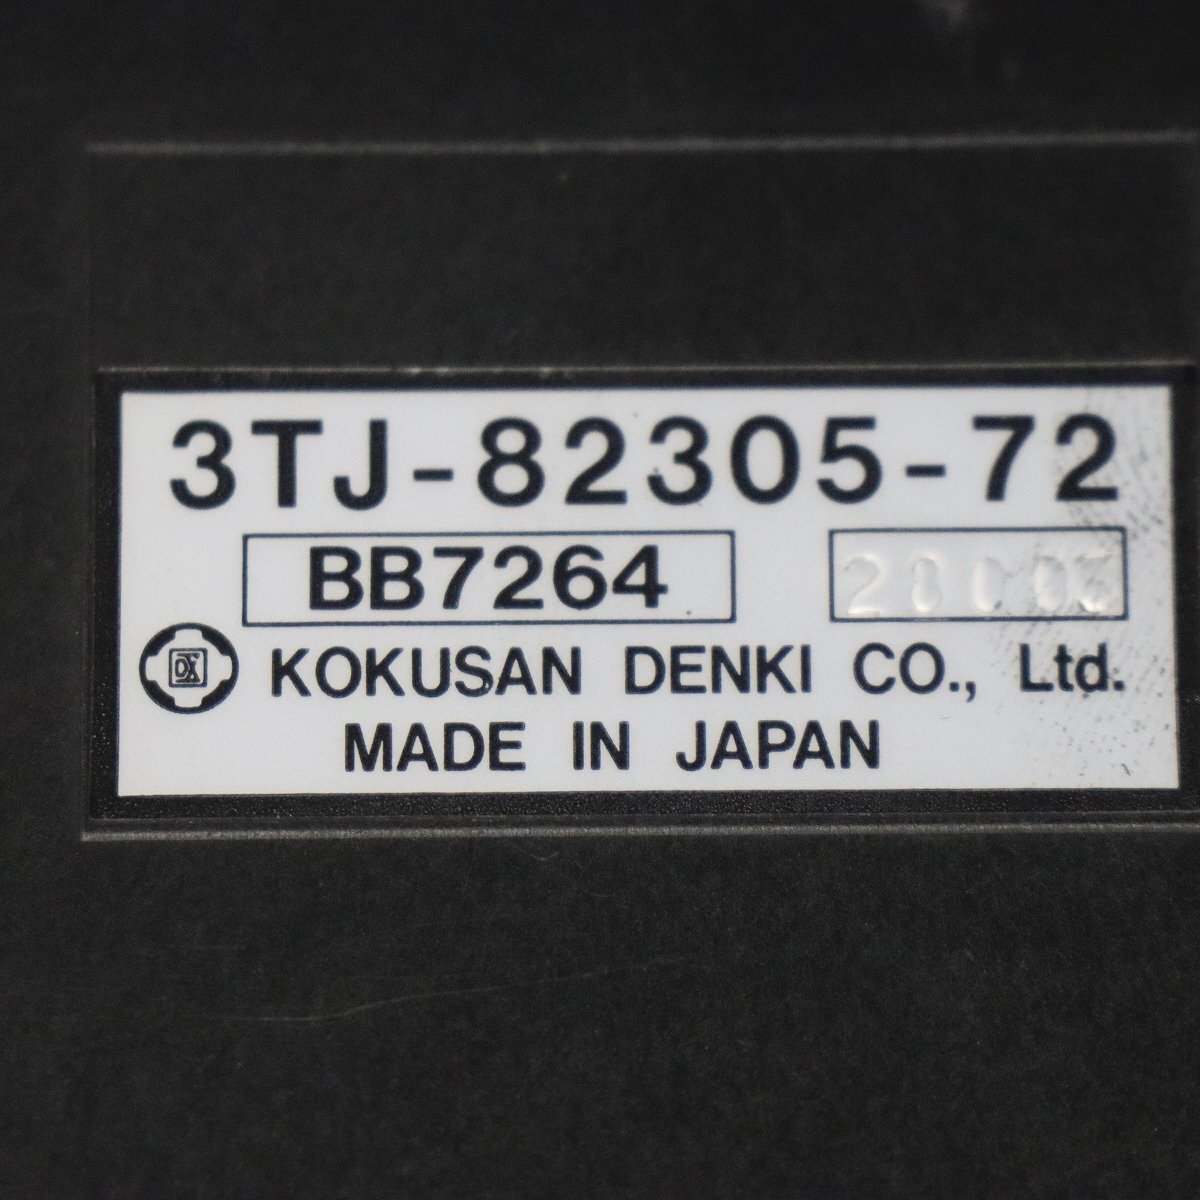 3TJ-82305-72
BB7264
KOKUSAN DENKI CO., Ltd.
MADE IN JAPAN